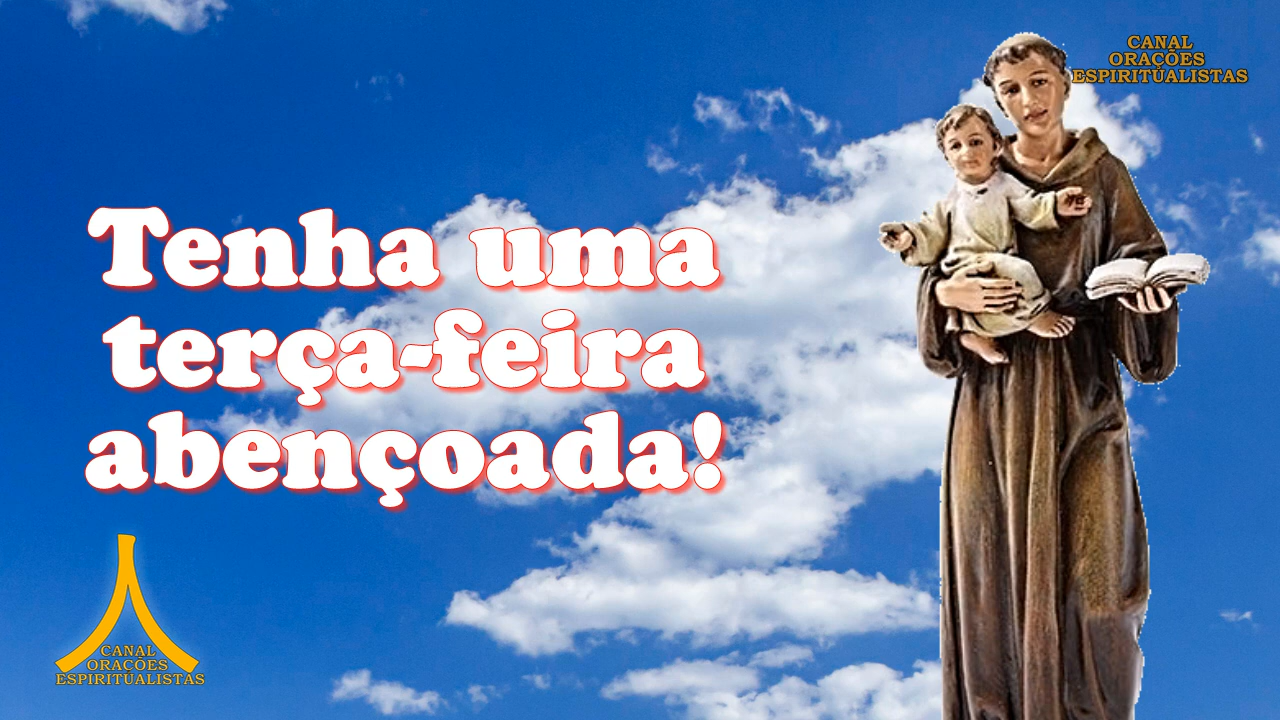 CANAL
ORAÇÕES
ESPIRITUALISTAS
Tenha uma
terça-feira
abençoada!
CANAL
ORAÇÕES
ESPIRITUALISTAS